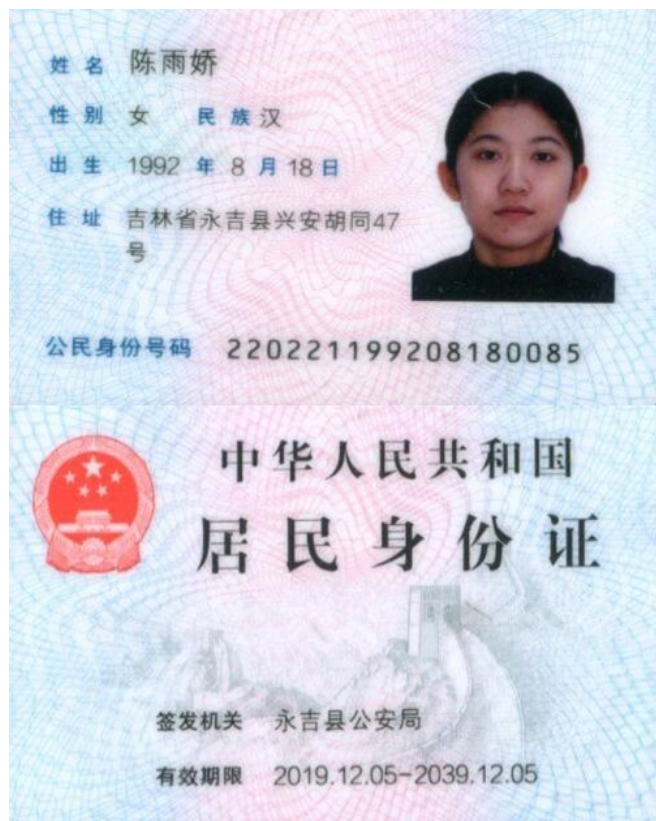 姓名 陈雨娇
性别 女 民族 汉
出生 1992 年 8 月 18 日
住址 吉林省永吉县兴安胡同47
号
公民身份号码 220221199208180085
中华人民共和国
居民身份证
签发机关 永吉县公安局
有效期限 2019.12.05-2039.12.05